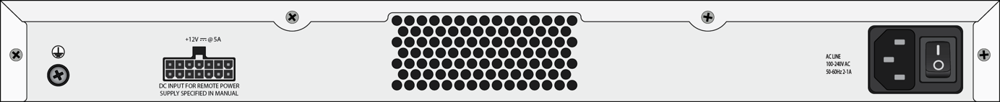 +12V ⎓ @ 5A
DC INPUT FOR REMOTE POWER
SUPPLY SPECIFIED IN MANUAL
AC LINE
100-240V AC
50-60Hz 2-1A